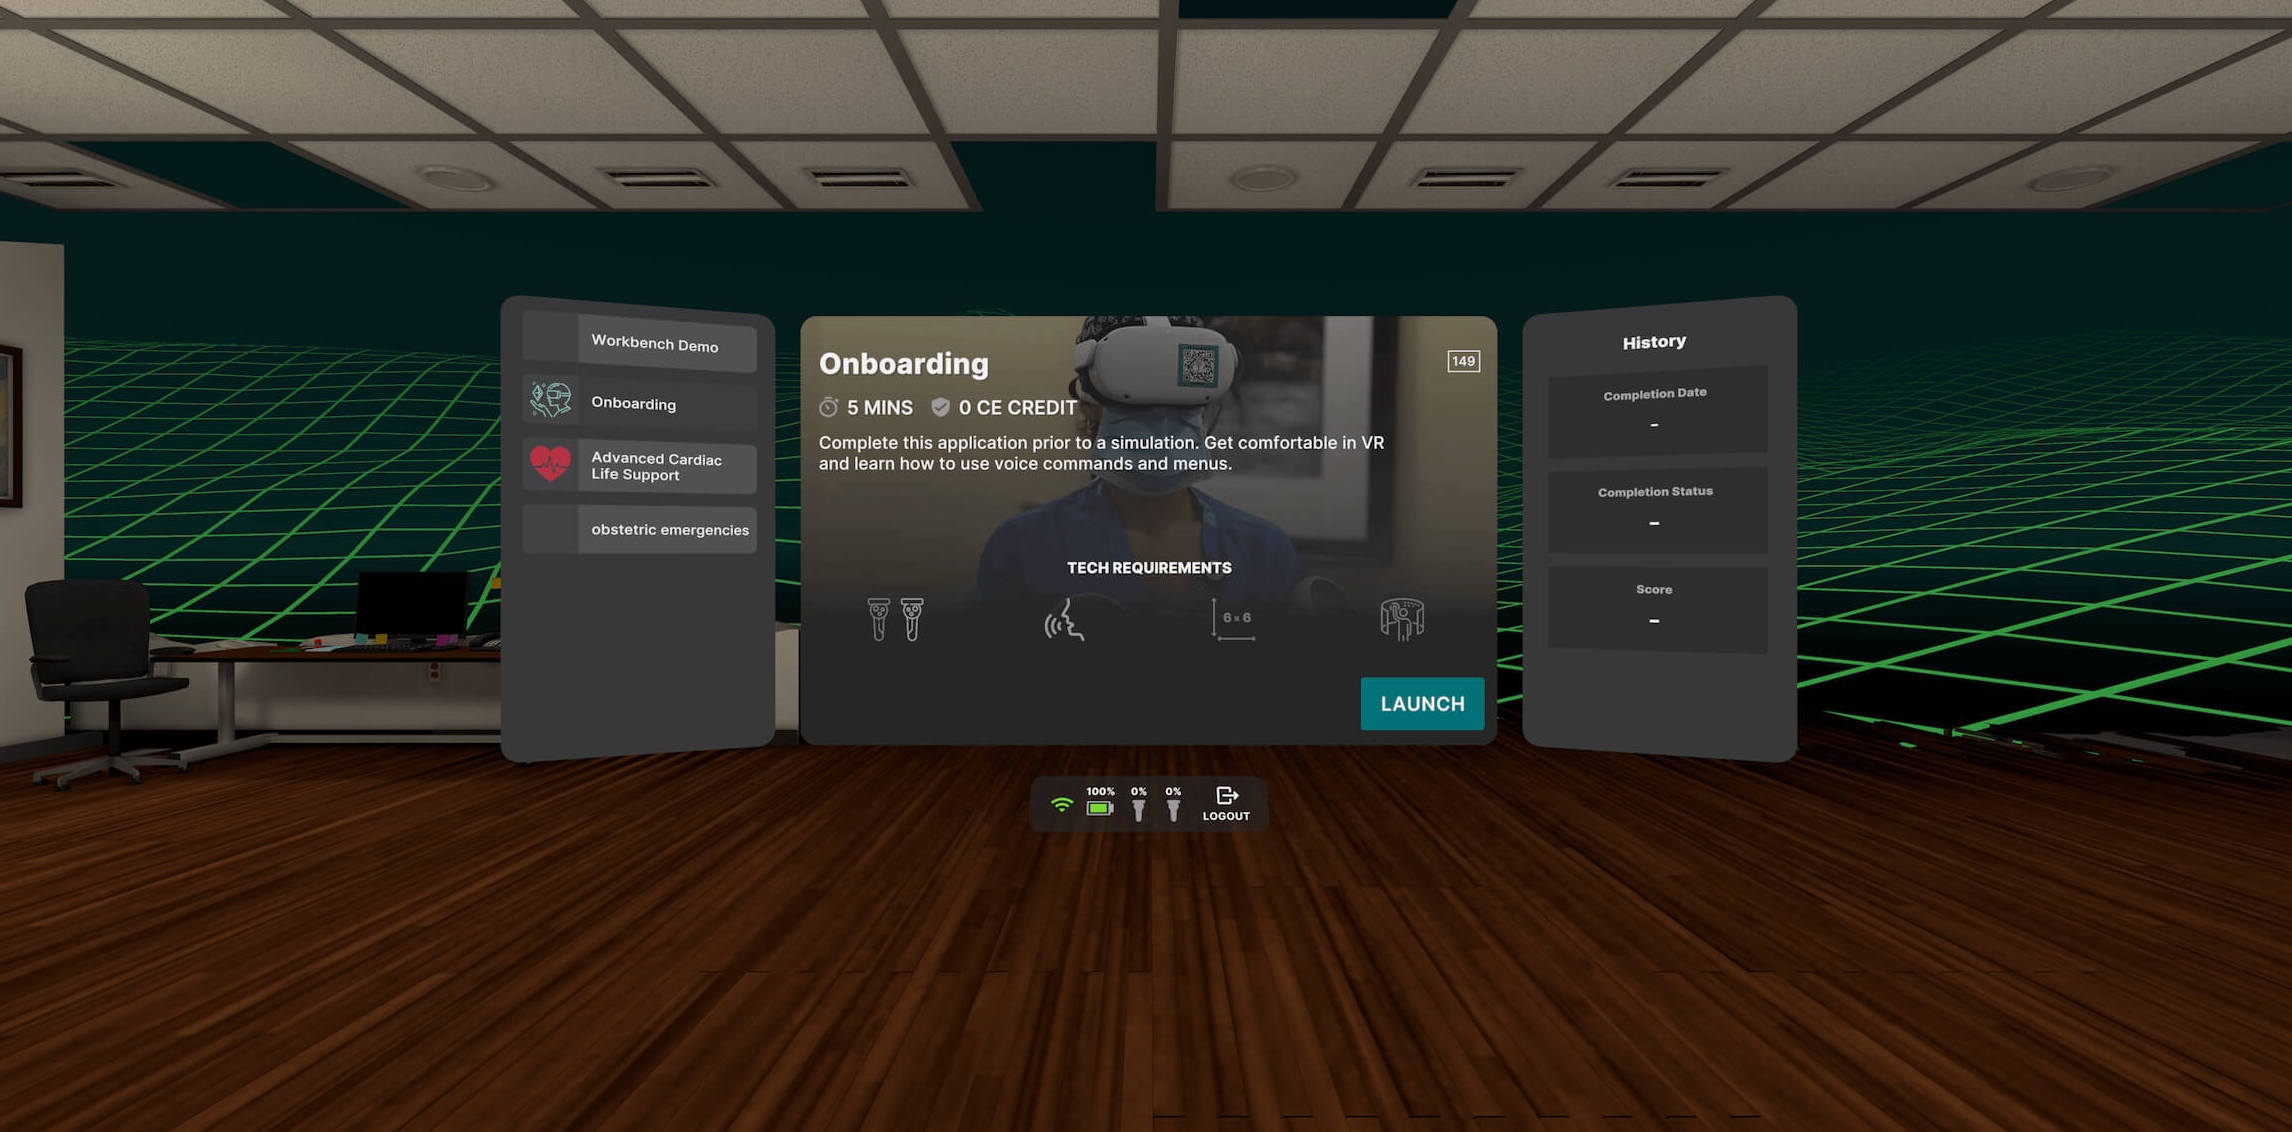 Workbench Demo
Onboarding
Advanced Cardiac
Life Support
obstetric emergencies
Onboarding
149
5 MINS
0 CE CREDIT
Complete this application prior to a simulation. Get comfortable in VR
and learn how to use voice commands and menus.
TECH REQUIREMENTS
6 × 6
LAUNCH
History
Completion Date
-
Completion Status
-
Score
-
100%
0%
0%
LOGOUT